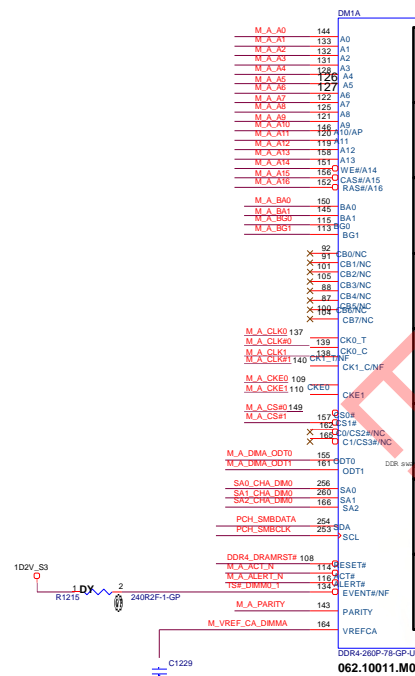 DM1A
M_A_A0 144 A0
M_A_A1 133 A1
M_A_A2 132 A2
M_A_A3 131 A3
M_A_A4 128 A4
M_A_A5 126 A5
M_A_A6 127 A6
M_A_A7 122 A7
M_A_A8 125 A8
M_A_A9 121 A9
M_A_A10 146 A10/AP
M_A_A11 120 A11
M_A_A12 119 A12
M_A_A13 158 A13
M_A_A14 151 WE#/A14
M_A_A15 156 CAS#/A15
M_A_A16 152 RAS#/A16
M_A_BA0 150 BA0
M_A_BA1 145 BA1
M_A_BG0 115 BG0
M_A_BG1 113 BG1
92 CB0/NC
91 CB1/NC
101 CB2/NC
105 CB3/NC
88 CB4/NC
87 CB5/NC
100 CB6/NC
104 CB7/NC
M_A_CLK0 137 CK0_T
M_A_CLK#0 139 CK0_C
M_A_CLK1 138 CK1_T/NF
M_A_CLK#1 140 CK1_C/NF
M_A_CKE0 109 CKE0
M_A_CKE1 110 CKE1
M_A_CS#0 149 CS0#
M_A_CS#1 157 CS1#
162 C0/CS2#/NC
165 C1/CS3#/NC
M_A_DIMA_ODT0 155 ODT0
M_A_DIMA_ODT1 161 ODT1
DDR
SA0_CHA_DIM0 256 SA0
SA1_CHA_DIM0 260 SA1
SA2_CHA_DIM0 166 SA2
PCH_SMBDATA 254 SDA
PCH_SMBCLK 253 SCL
DDR4_DRAMRST# 108 RESET#
M_A_ACT_N 114 ACT#
M_A_ALERT_N 116 ALERT#
TS#_DIMM0_1 134 EVENT#/NF
1D2V_S3
1 DY 2
R1215 240R2F-1-GP
M_A_PARITY 143 PARITY
M_VREF_CA_DIMMA 164 VREFCA
C1229
DDR4-260P-78-GP-U
062.10011.M0